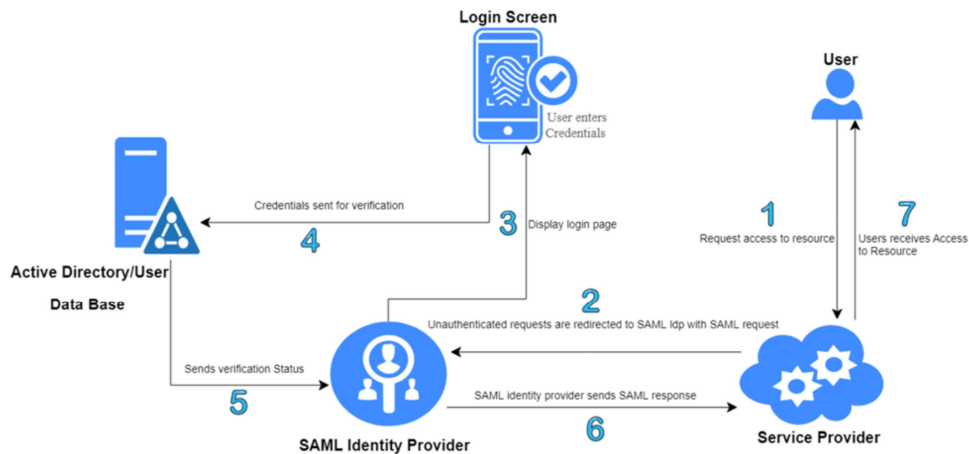 Login Screen
User
User enters
Credentials
Credentials sent for verification
4
3
Display login page
1
Request access to resource
7
Users receives Access
to Resource
Active Directory/User
Data Base
2
Unauthenticated requests are redirected to SAML Idp with SAML request
Sends verification Status
5
SAML identity provider sends SAML response
6
SAML Identity Provider
Service Provider